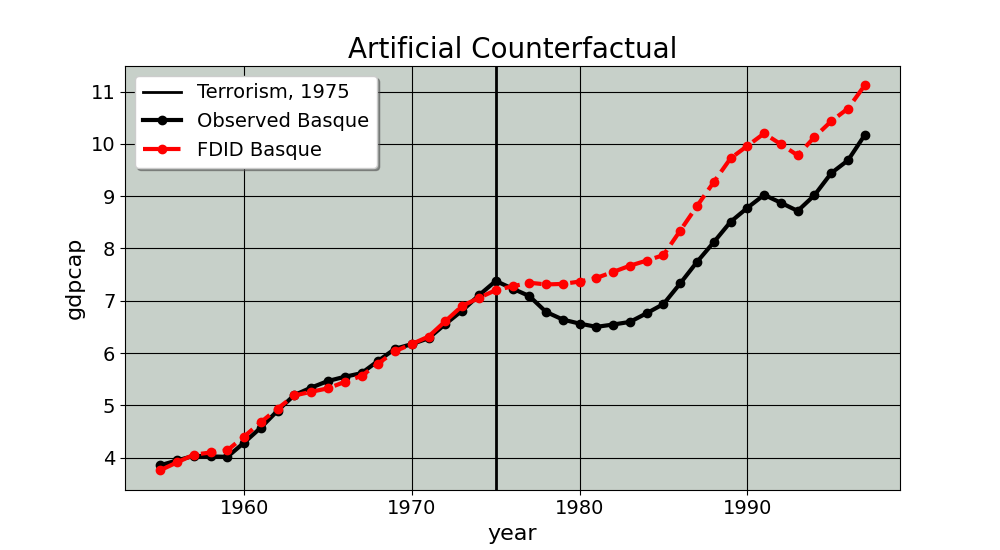 Artificial Counterfactual
Terrorism, 1975
Observed Basque
FDID Basque
11
10
9
8
7
6
5
4
gdpcap
1960 1970 1980 1990
year